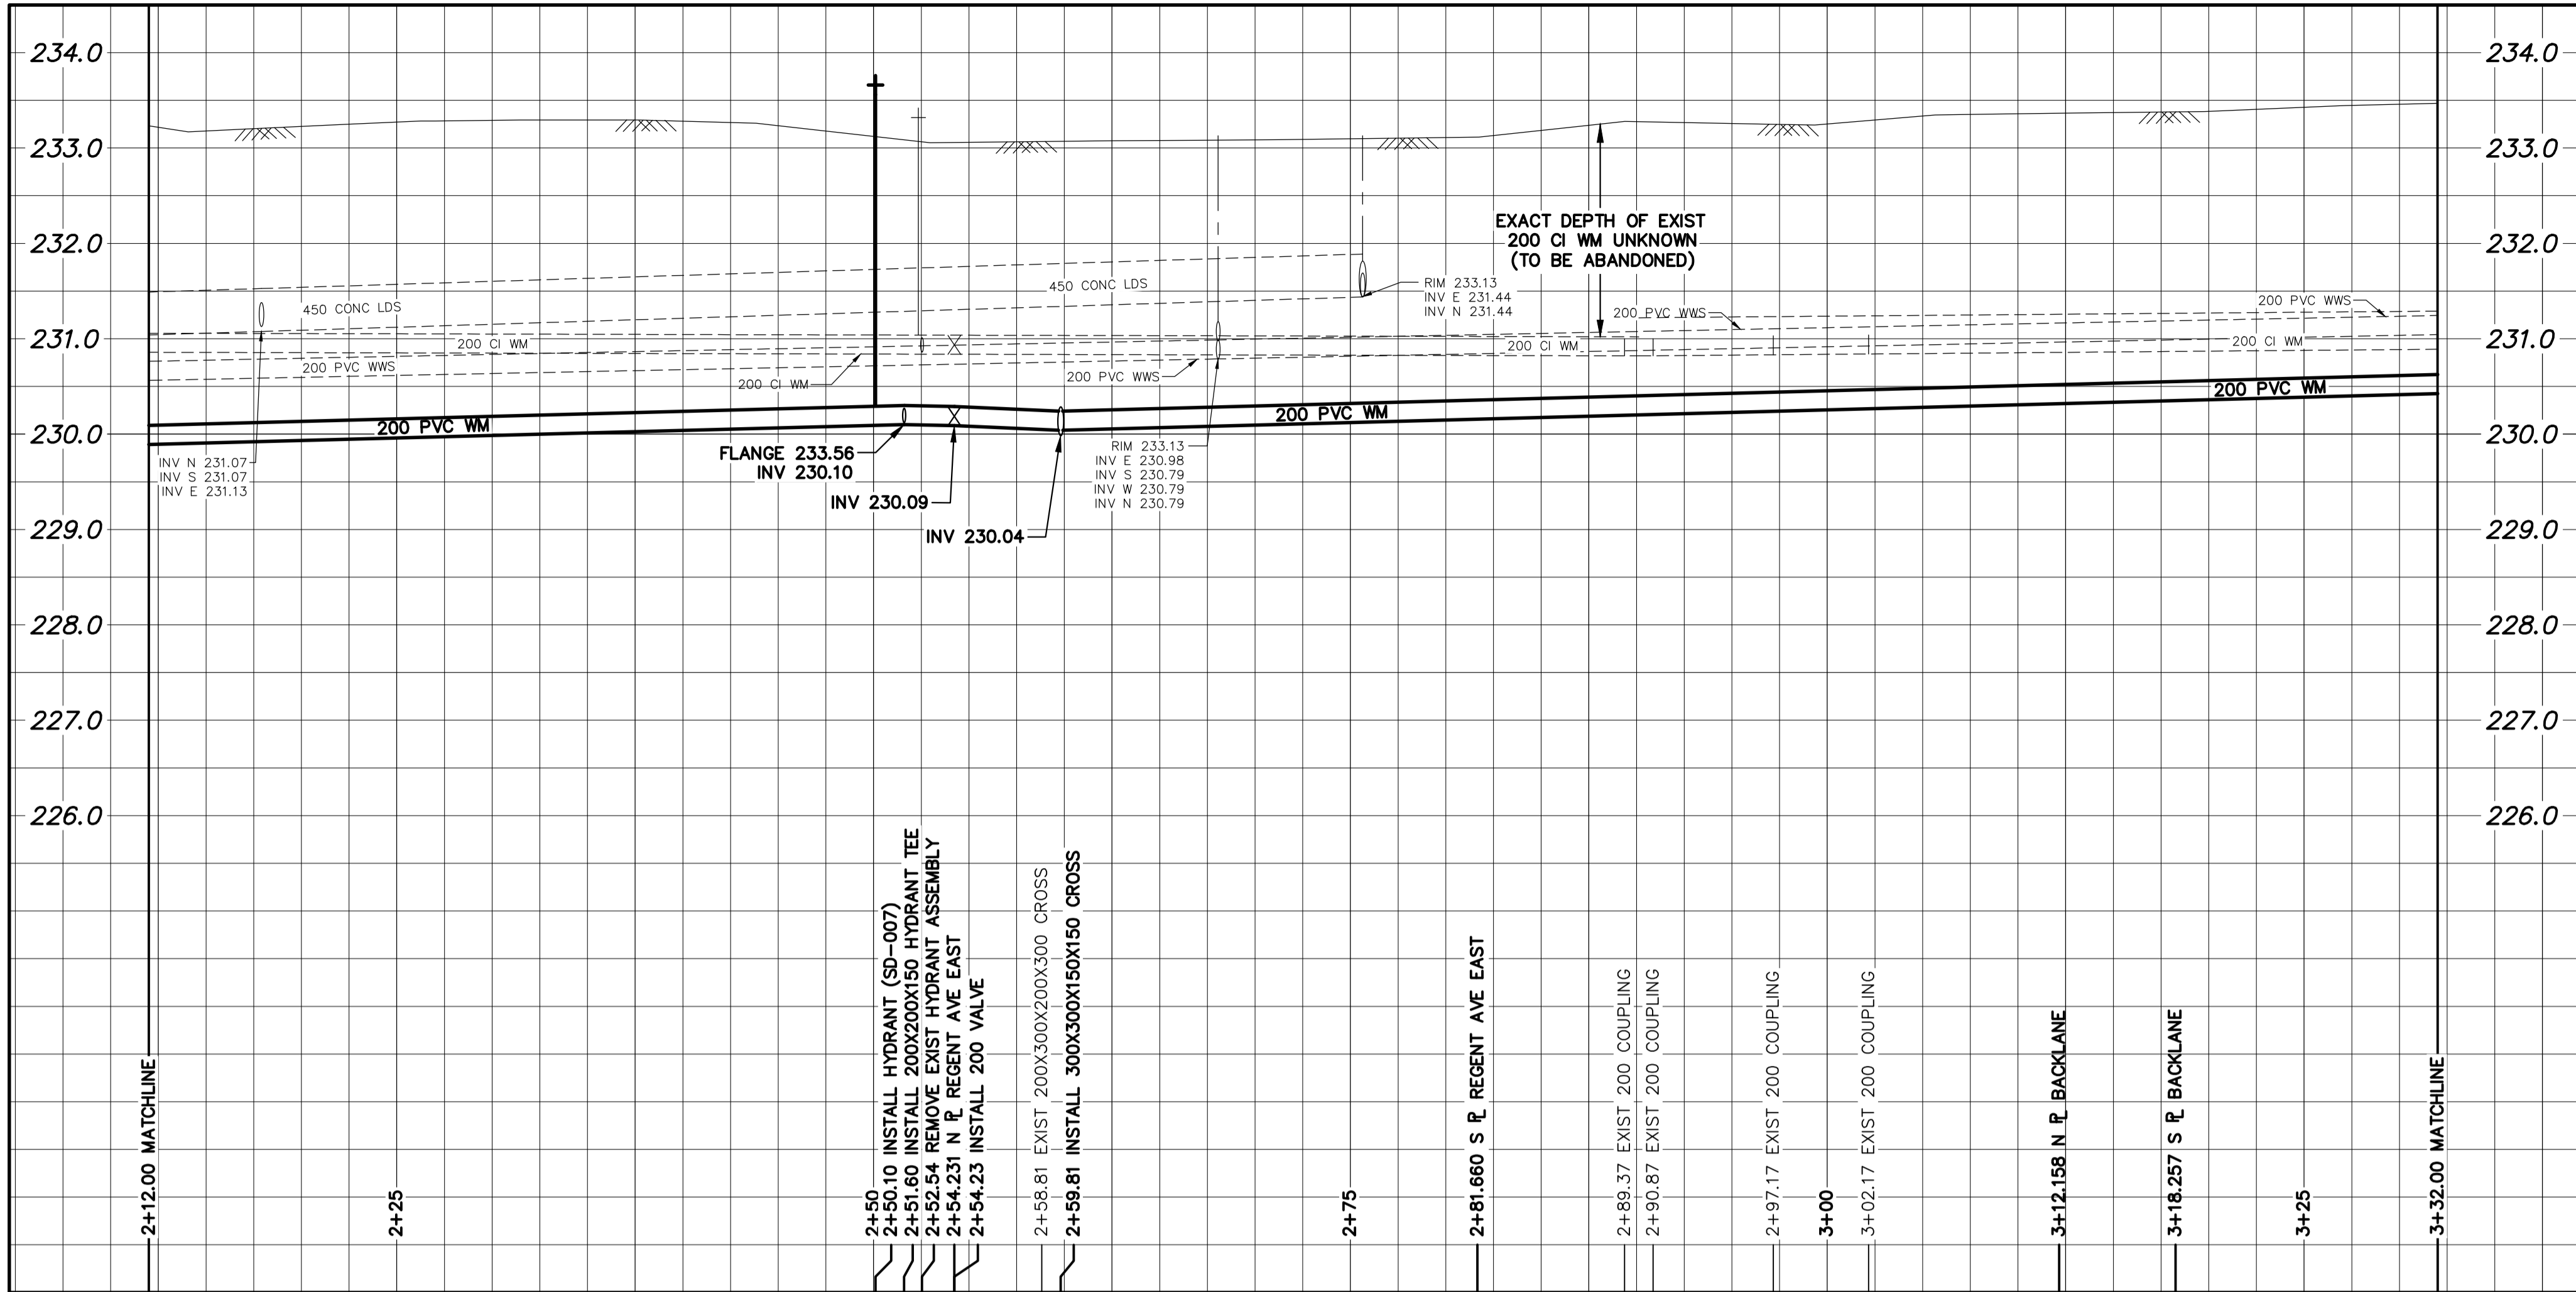 234.0
234.0
233.0
233.0
EXACT DEPTH OF EXIST
200 CI WM UNKNOWN
(TO BE ABANDONED)
232.0
232.0
450 CONC LDS
450 CONC LDS
RIM 233.13
INV E 231.44
INV N 231.44
200 PVC WWS
200 PVC WWS
231.0
231.0
200 CI WM
200 CI WM
200 CI WM
200 PVC WWS
200 CI WM
200 PVC WWS
200 PVC WM
200 PVC WM
200 PVC WM
230.0
230.0
INV N 231.07
INV S 231.07
INV E 231.13
FLANGE 233.56
INV 230.10
INV 230.09
INV 230.04
RIM 233.13
INV E 230.98
INV S 230.79
INV W 230.79
INV N 230.79
229.0
229.0
228.0
228.0
227.0
227.0
226.0
226.0
2+12.00 MATCHLINE
2+25
2+50
2+50.10 INSTALL HYDRANT (SD-007)
2+51.60 INSTALL 200X200X150 HYDRANT TEE
2+52.54 REMOVE EXIST HYDRANT ASSEMBLY
2+54.231 N PL REGENT AVE EAST
2+54.23 INSTALL 200 VALVE
2+58.81 EXIST 200X300X200X300 CROSS
2+59.81 INSTALL 300X300X150X150 CROSS
2+75
2+81.660 S PL REGENT AVE EAST
2+89.37 EXIST 200 COUPLING
2+90.87 EXIST 200 COUPLING
2+97.17 EXIST 200 COUPLING
3+00
3+02.17 EXIST 200 COUPLING
3+12.158 N PL BACKLANE
3+18.257 S PL BACKLANE
3+25
3+32.00 MATCHLINE